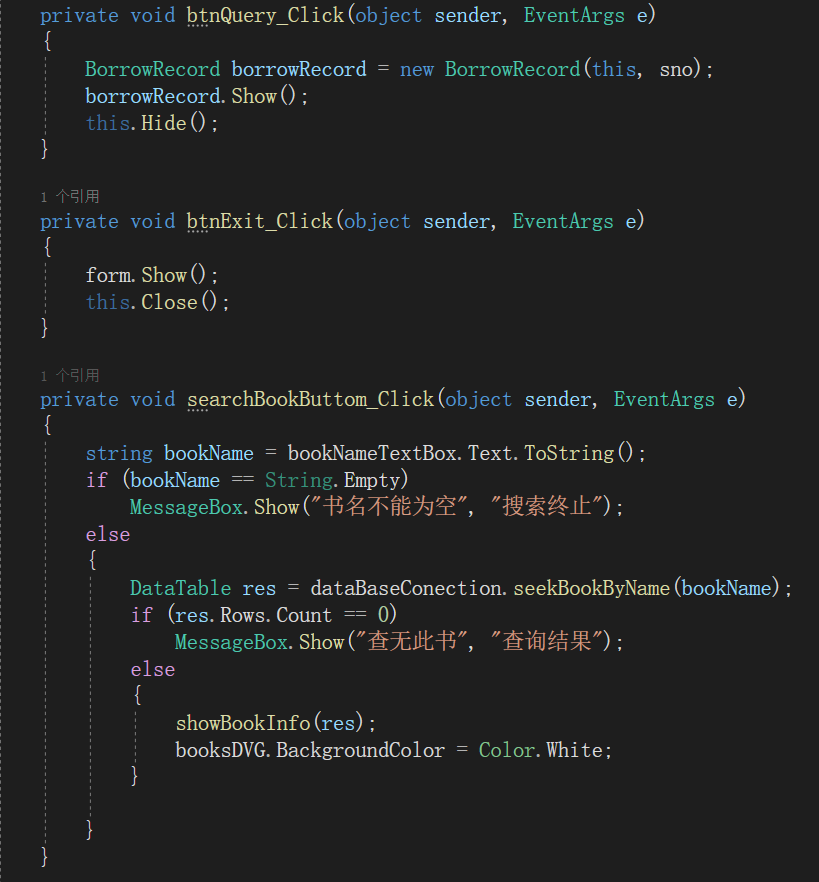 private void btnQuery_Click(object sender, EventArgs e)
{
    BorrowRecord borrowRecord = new BorrowRecord(this, sno);
    borrowRecord.Show();
    this.Hide();
}
1 个引用
private void btnExit_Click(object sender, EventArgs e)
{
    form.Show();
    this.Close();
}
1 个引用
private void searchBookButtom_Click(object sender, EventArgs e)
{
    string bookName = bookNameTextBox.Text.ToString();
    if (bookName == String.Empty)
        MessageBox.Show("书名不能为空", "搜索终止");
    else
    {
        DataTable res = dataBaseConection.seekBookByName(bookName);
        if (res.Rows.Count == 0)
            MessageBox.Show("查无此书", "查询结果");
        else
        {
            showBookInfo(res);
            booksDVG.BackgroundColor = Color.White;
        }
    }
}